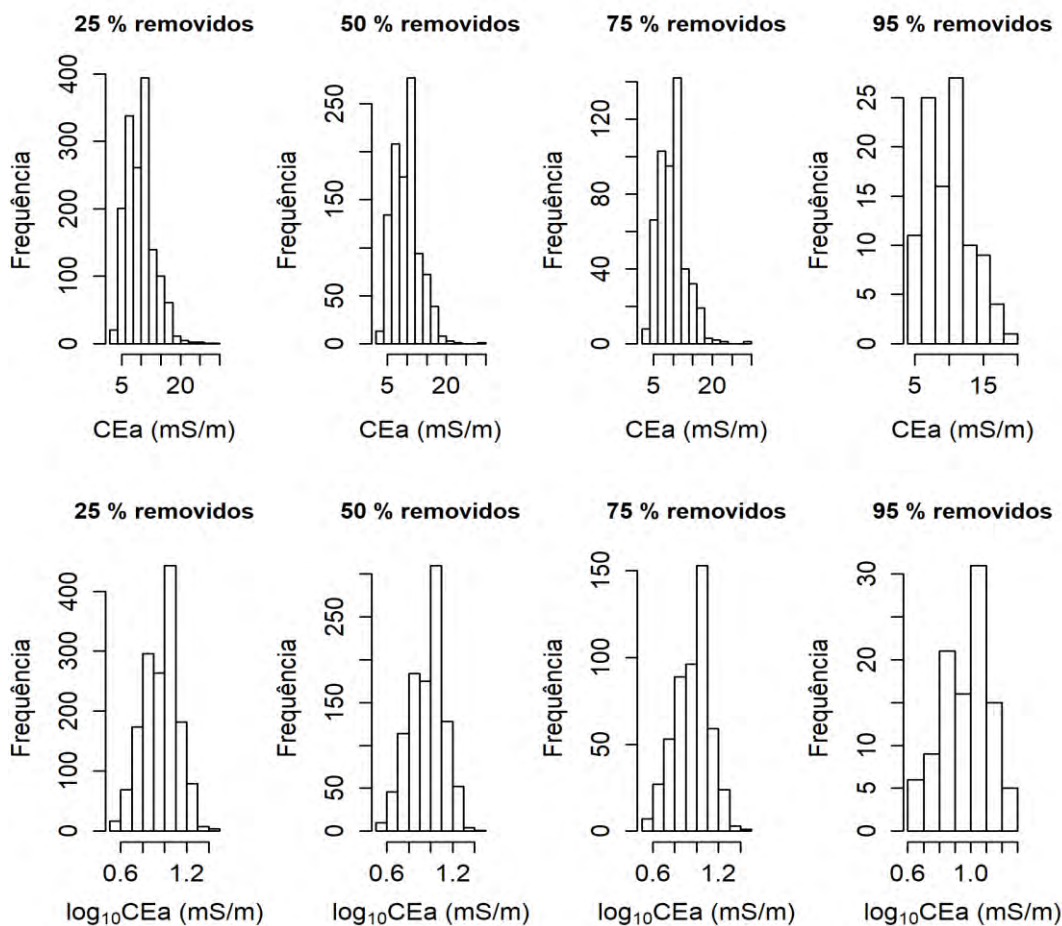 25 % removidos
50 % removidos
75 % removidos
95 % removidos
Frequência
0
100
200
300
400
5
20
CEa (mS/m)
Frequência
0
50
150
250
5
20
CEa (mS/m)
Frequência
0
40
80
120
5
20
CEa (mS/m)
Frequência
0
5
10
15
20
25
5
15
CEa (mS/m)
25 % removidos
50 % removidos
75 % removidos
95 % removidos
Frequência
0
100
200
300
400
0.6
1.2
log₁₀CEa (mS/m)
Frequência
0
50
150
250
0.6
1.2
log₁₀CEa (mS/m)
Frequência
0
50
100
150
0.6
1.2
log₁₀CEa (mS/m)
Frequência
0
5
10
20
30
0.6
1.0
log₁₀CEa (mS/m)